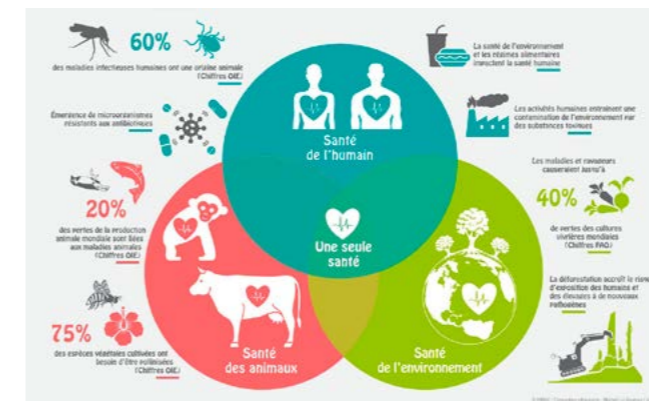 60%
des maladies infectieuses humaines ont une origine animale
(Chiffres OIE)
Émergence de microorganismes
résistants aux antibiotiques
20%
des pertes de la production
animale mondiale sont liées
aux maladies animales
(Chiffres OIE)
75%
des espèces végétales cultivées ont
besoin d'être pollinisées
(Chiffres OIE)
Santé
de l'humain
Une seule
santé
Santé
des animaux
Santé
de l'environnement
La santé de l'environnement
et les régimes alimentaires
impactent la santé humaine
Les activités humaines entraînent une
contamination de l'environnement par
des substances toxiques
Les maladies et ravageurs
causeraient jusqu'à
40%
de pertes des cultures
vivrières mondiales
(Chiffres FAO)
La déforestation accroît le
d'exposition des humains et
des élevages à de nouveaux
pathogènes